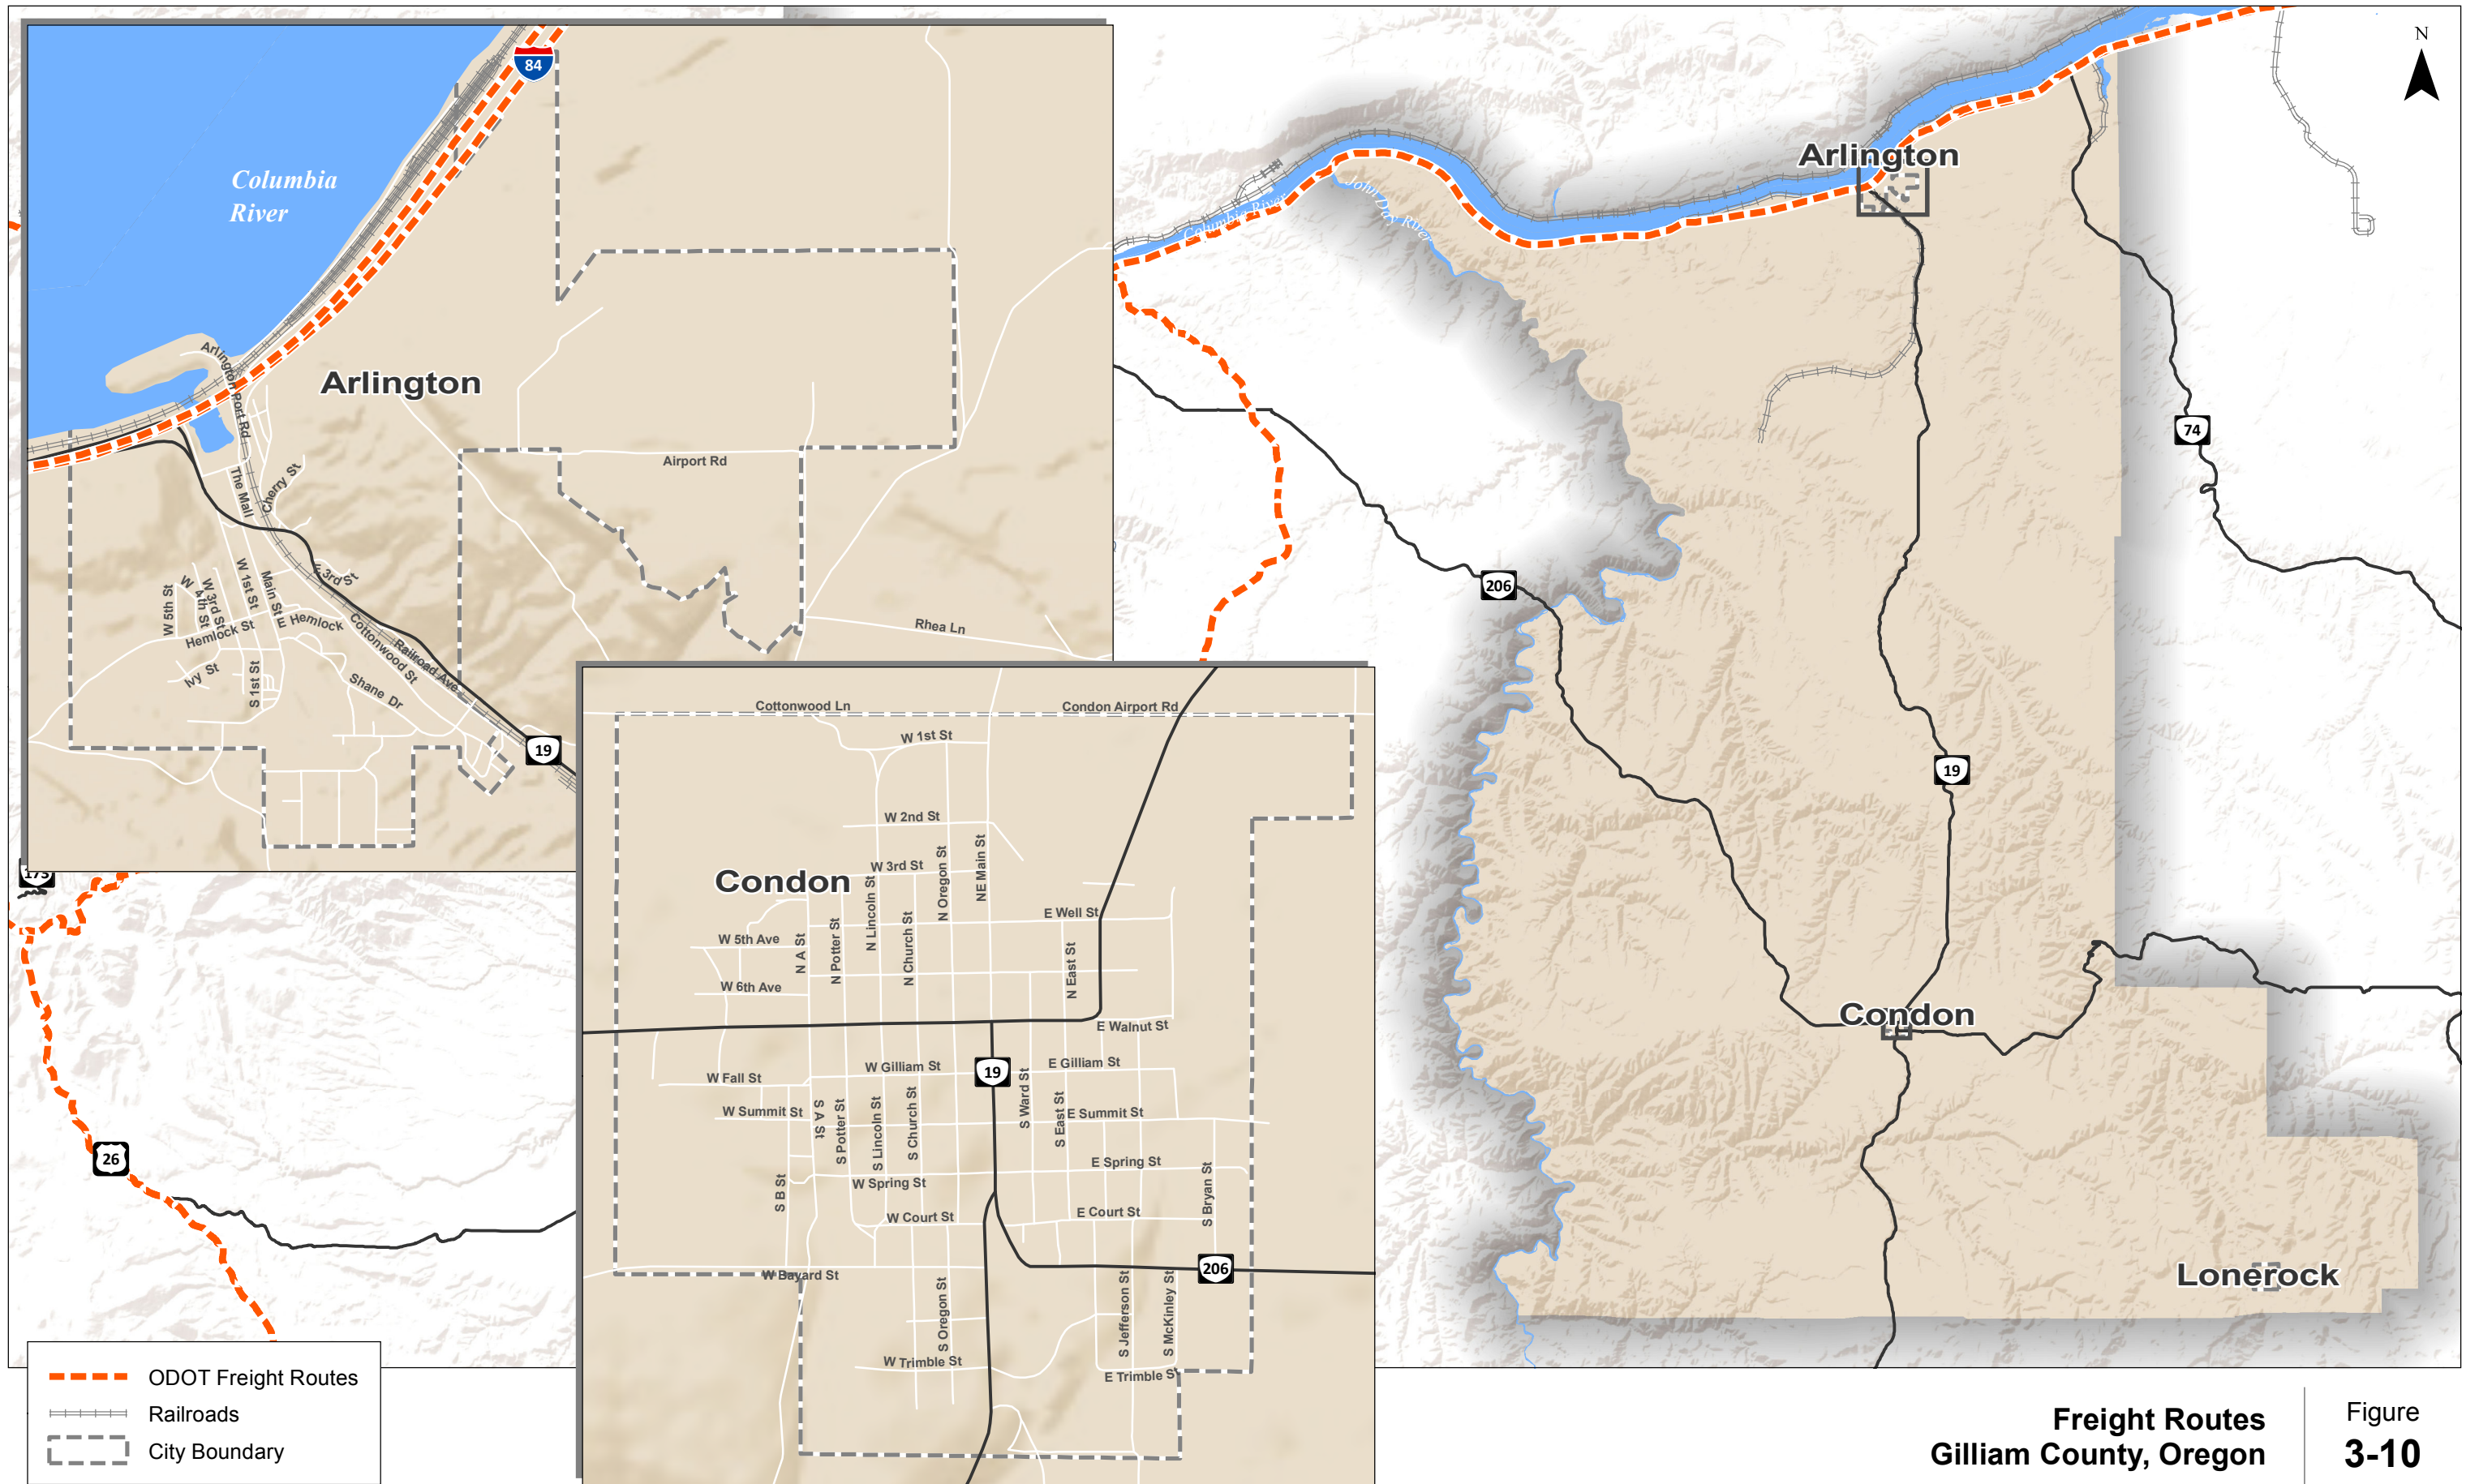 84
Columbia
River
Arlington
Arlington Port Rd
The Mall
Cherry St
Airport Rd
E 3rd St
W 1st St
Main St
W 3rd St
W 4th St
W 5th St
Hemlock St
E Hemlock
Cottonwood St
Railroad Ave
Ivy St
S 1st St
Shane Dr
Rhea Ln
19
Cottonwood Ln
Condon Airport Rd
W 1st St
W 2nd St
W 3rd St
Condon
N Lincoln St
N Oregon St
NE Main St
E Well St
W 5th Ave
N A St
N Potter St
N Church St
N East St
W 6th Ave
E Walnut St
W Gilliam St
19
E Gilliam St
W Fall St
W Summit St
S A St
S Potter St
S Lincoln St
S Church St
S Ward St
S East St
E Summit St
E Spring St
W Spring St
S B St
S Bryan St
W Court St
E Court St
W Bayard St
206
S Oregon St
S Jefferson St
S McKinley St
W Trimble St
E Trimble St
N
Arlington
Columbia River
John Day River
74
206
19
Condon
Lonerock
173
26
ODOT Freight Routes
Railroads
City Boundary
Freight Routes
Gilliam County, Oregon
Figure
3-10